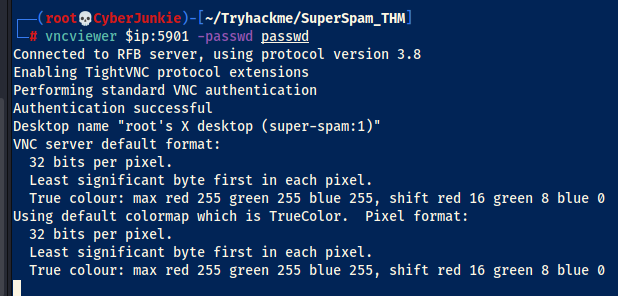 ┌──(root💀CyberJunkie)-[~/Tryhackme/SuperSpam_THM]
└─# vncviewer $ip:5901 -passwd passwd
Connected to RFB server, using protocol version 3.8
Enabling TightVNC protocol extensions
Performing standard VNC authentication
Authentication successful
Desktop name "root's X desktop (super-spam:1)"
VNC server default format:
  32 bits per pixel.
  Least significant byte first in each pixel.
  True colour: max red 255 green 255 blue 255, shift red 16 green 8 blue 0
Using default colormap which is TrueColor.  Pixel format:
  32 bits per pixel.
  Least significant byte first in each pixel.
  True colour: max red 255 green 255 blue 255, shift red 16 green 8 blue 0